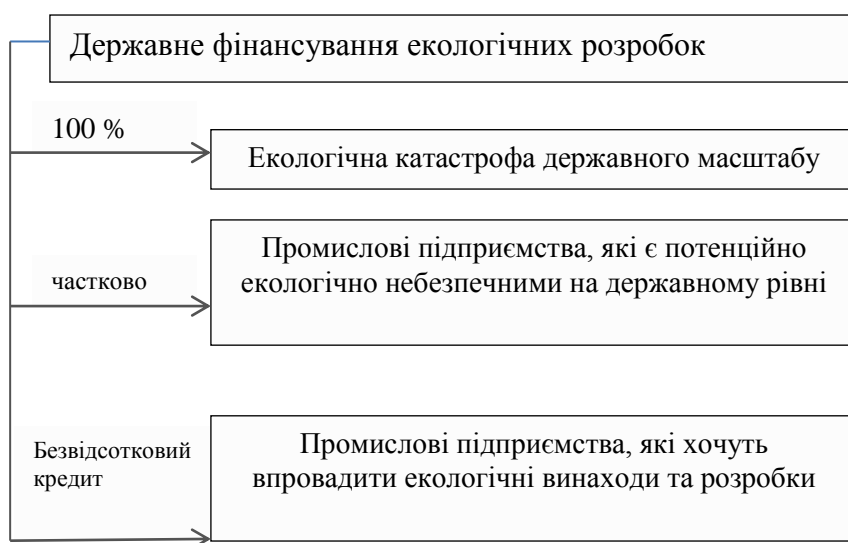 Державне фінансування екологічних розробок
100 %
Екологічна катастрофа державного масштабу
Промислові підприємства, які є потенційно
екологічно небезпечними на державному рівні
частково
Промислові підприємства, які хочуть
впровадити екологічні винаходи та розробки
Безвідсотковий
кредит